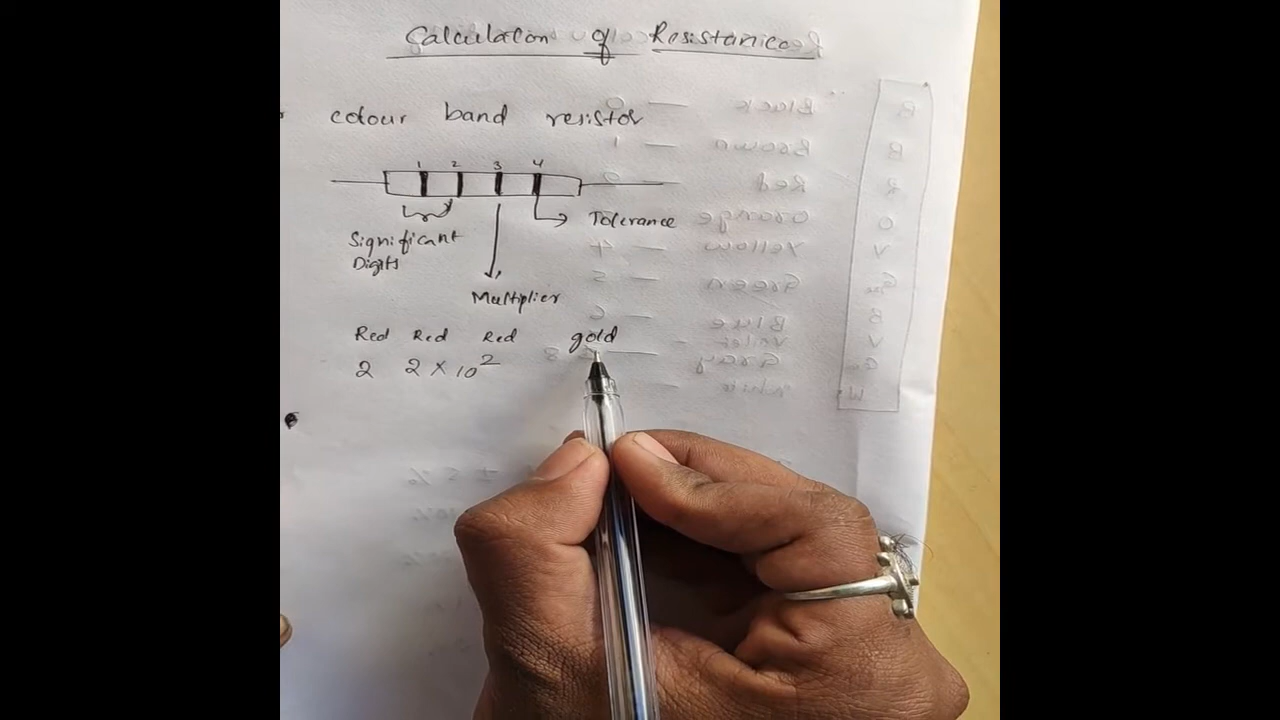 Calculation of Resistance
colour band resistor
1 2 3 4
Tolerance
Significant
Digits
Multiplier
Red Red Red gold
2 2 × 10²